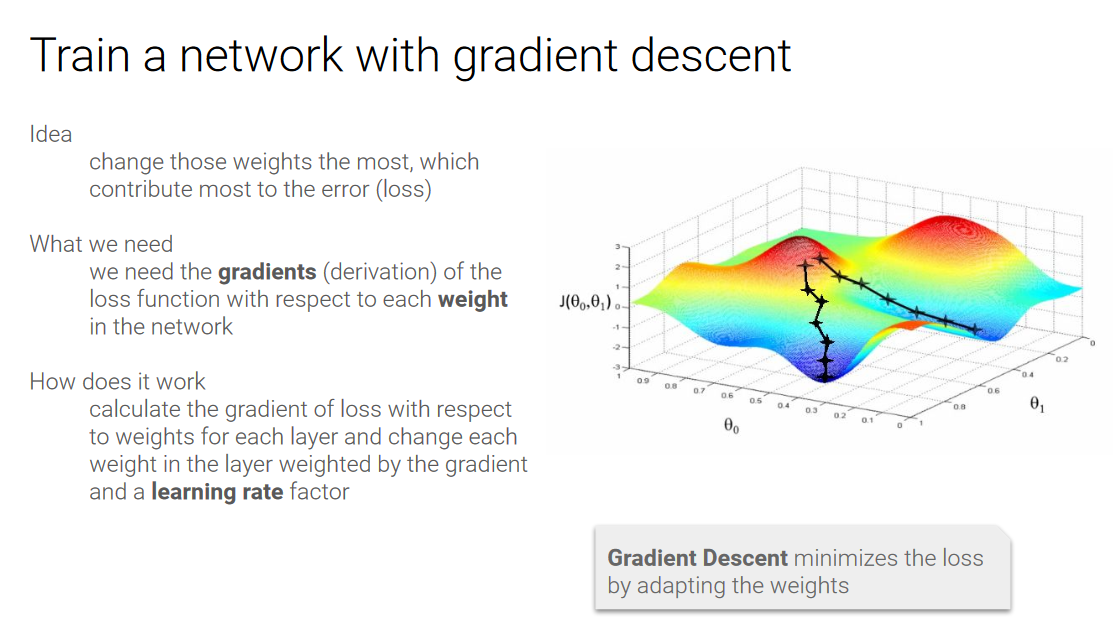 Train a network with gradient descent
Idea
change those weights the most, which
contribute most to the error (loss)
What we need
we need the gradients (derivation) of the
loss function with respect to each weight
in the network
How does it work
calculate the gradient of loss with respect
to weights for each layer and change each
weight in the layer weighted by the gradient
and a learning rate factor
J(θ₀,θ₁)
3
2
1
0
-1
-2
-3
1
0.9
0.8
0.7
0.6
0.5
0.4
0.3
0.2
0.1
0
θ₀
1
0.8
0.6
0.4
0.2
0
θ₁
Gradient Descent minimizes the loss
by adapting the weights